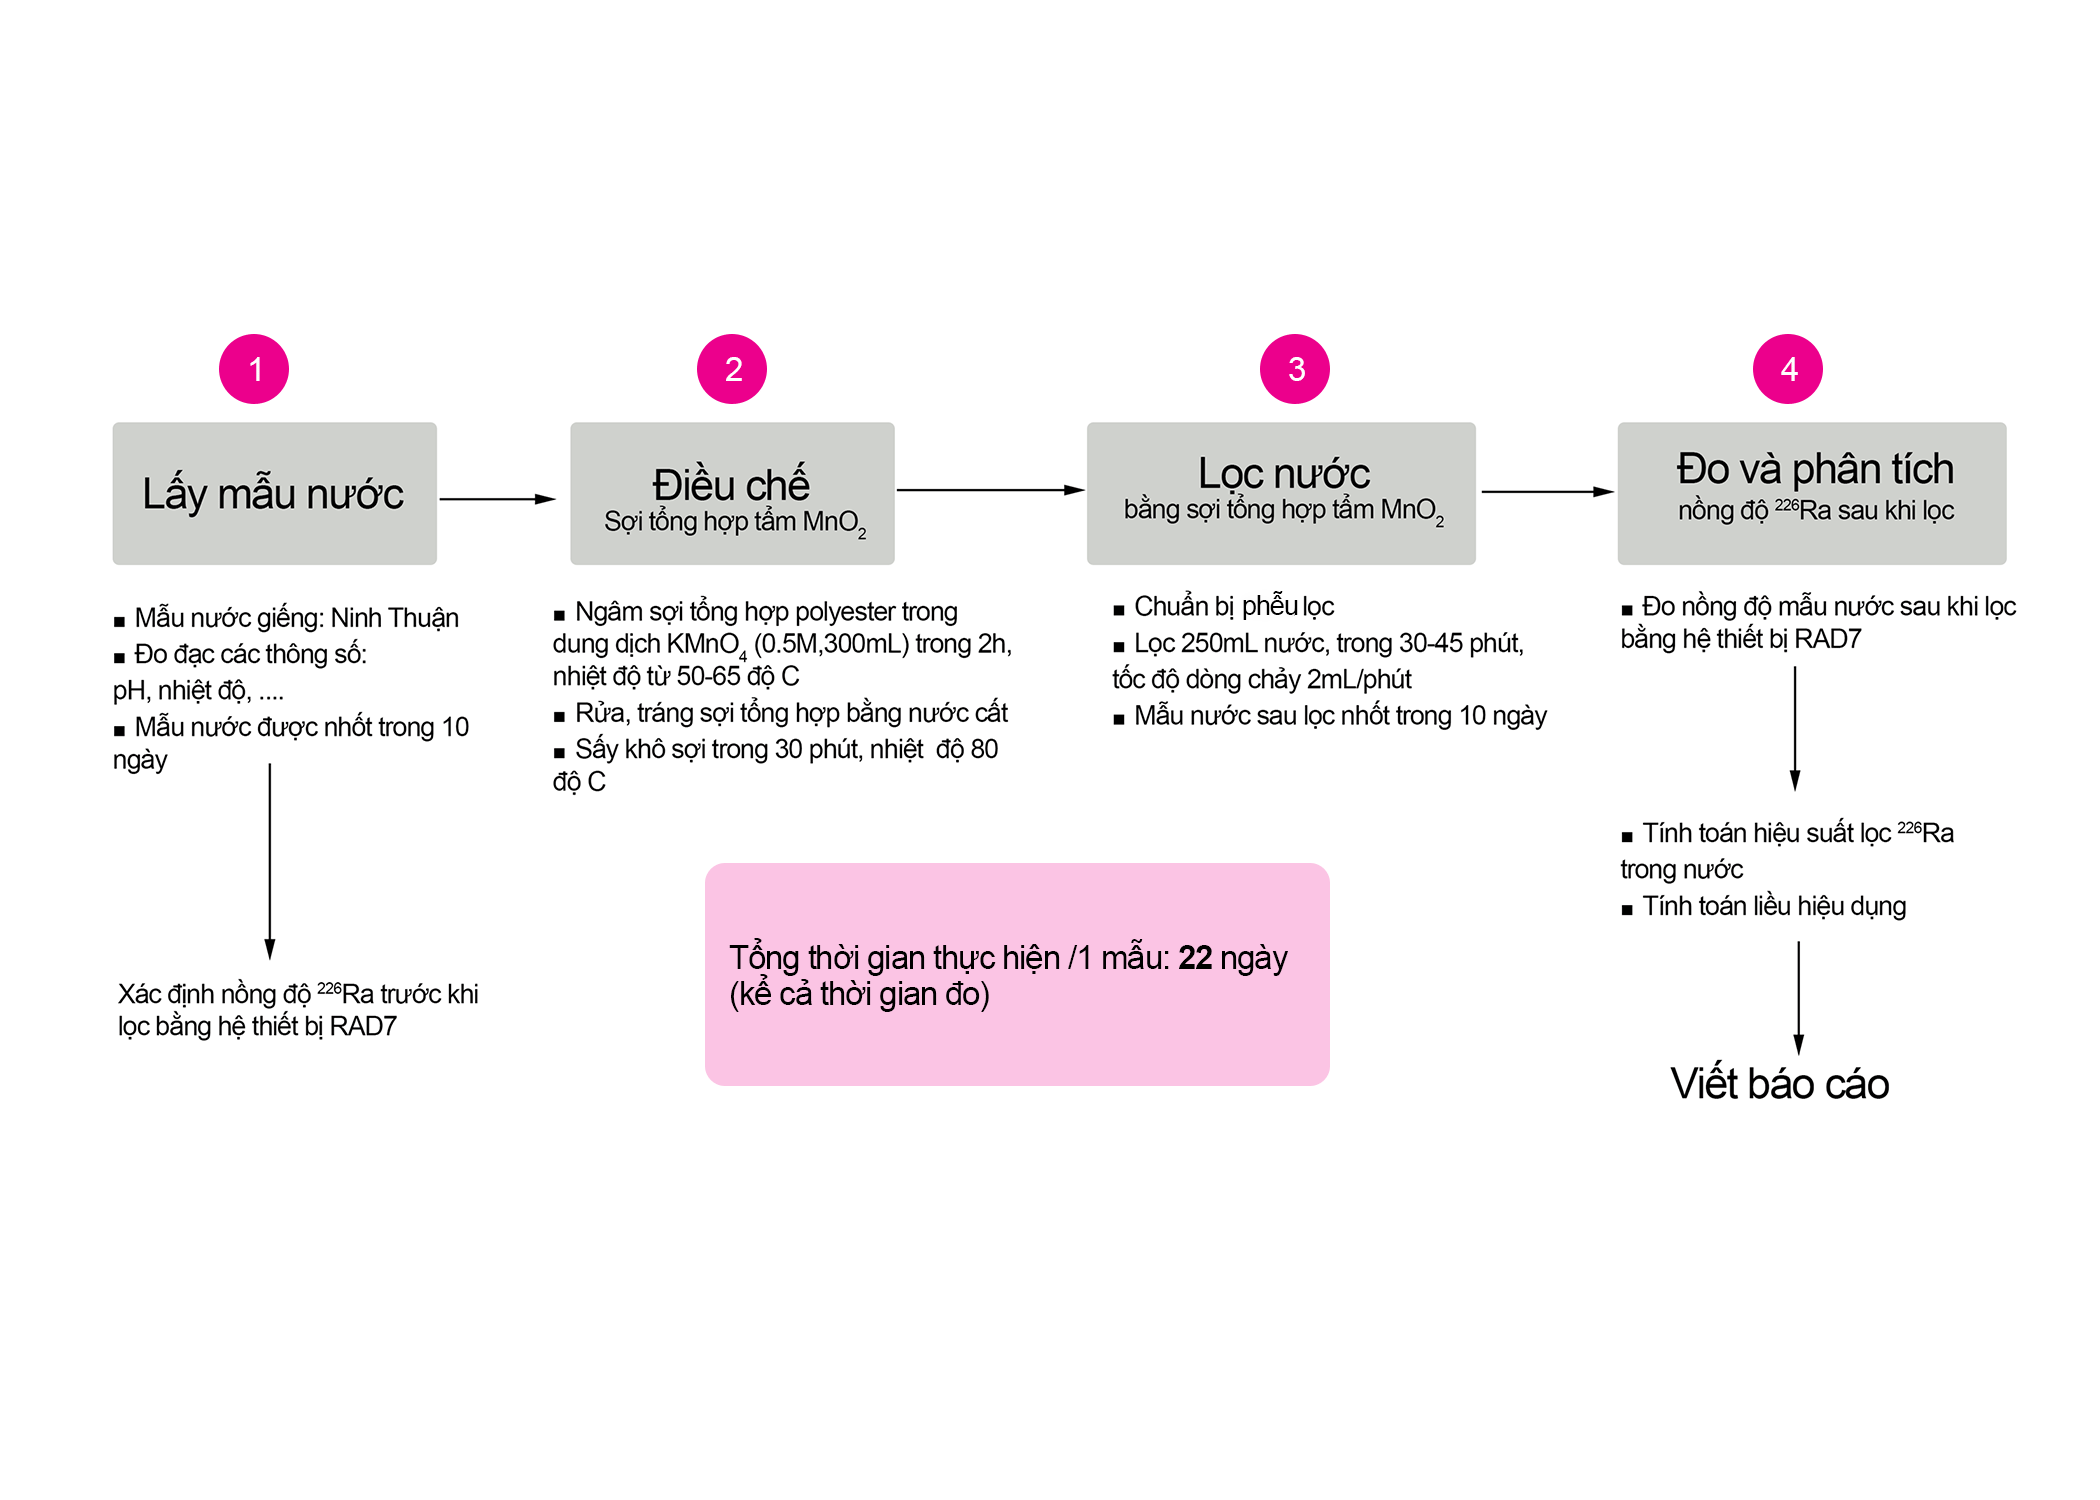 1
Lấy mẫu nước
■ Mẫu nước giếng: Ninh Thuận
■ Đo đạc các thông số:
pH, nhiệt độ, ....
■ Mẫu nước được nhốt trong 10
ngày
Xác định nồng độ ²²⁶Ra trước khi
lọc bằng hệ thiết bị RAD7
2
Điều chế
Sợi tổng hợp tẩm MnO₂
■ Ngâm sợi tổng hợp polyester trong
dung dịch KMnO₄ (0.5M,300mL) trong 2h,
nhiệt độ từ 50-65 độ C
■ Rửa, tráng sợi tổng hợp bằng nước cất
■ Sấy khô sợi trong 30 phút, nhiệt độ 80
độ C
3
Lọc nước
bằng sợi tổng hợp tẩm MnO₂
■ Chuẩn bị phễu lọc
■ Lọc 250mL nước, trong 30-45 phút,
tốc độ dòng chảy 2mL/phút
■ Mẫu nước sau lọc nhốt trong 10 ngày
4
Đo và phân tích
nồng độ ²²⁶Ra sau khi lọc
■ Đo nồng độ mẫu nước sau khi lọc
bằng hệ thiết bị RAD7
■ Tính toán hiệu suất lọc ²²⁶Ra
trong nước
■ Tính toán liều hiệu dụng
Viết báo cáo
Tổng thời gian thực hiện /1 mẫu: 22 ngày
(kể cả thời gian đo)